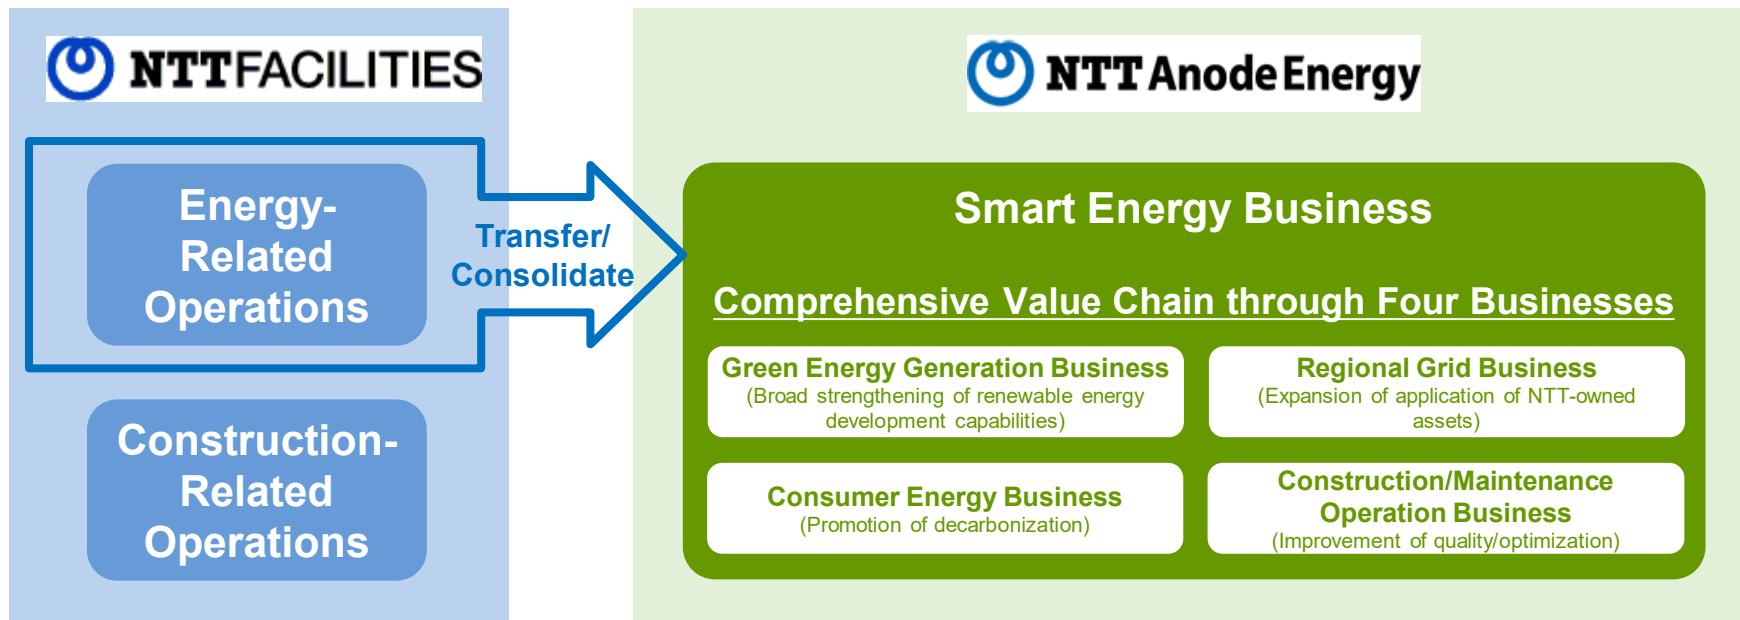 NTT FACILITIES
NTT Anode Energy
Energy-
Related
Operations
Transfer/
Consolidate
Construction-
Related
Operations
Smart Energy Business
Comprehensive Value Chain through Four Businesses
Green Energy Generation Business
(Broad strengthening of renewable energy
development capabilities)
Regional Grid Business
(Expansion of application of NTT-owned
assets)
Consumer Energy Business
(Promotion of decarbonization)
Construction/Maintenance
Operation Business
(Improvement of quality/optimization)